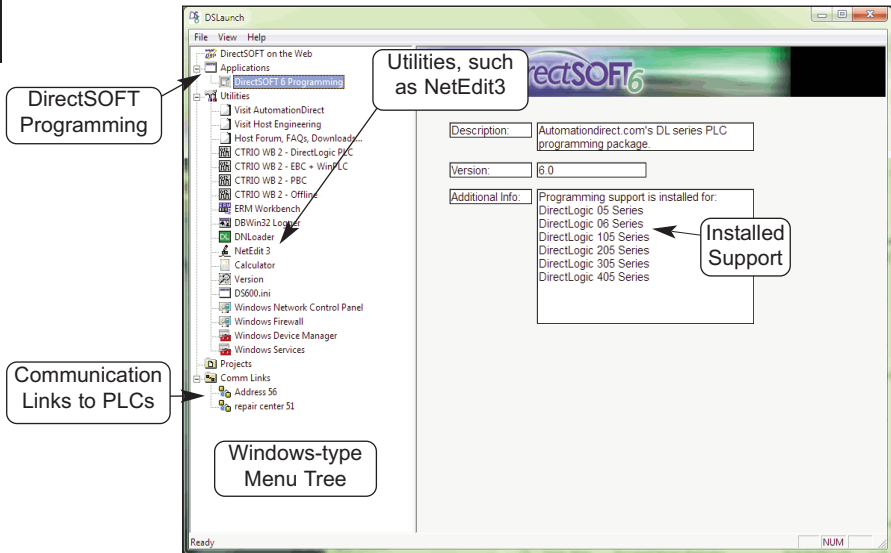 DSLaunch
File View Help
DirectSOFT on the Web
Applications
DirectSOFT 6 Programming
Utilities
Visit AutomationDirect
Visit Host Engineering
Host Forum, FAQs, Downloads...
CTRIO WB 2 - DirectLogic PLC
CTRIO WB 2 - EBC + WinPLC
CTRIO WB 2 - PBC
CTRIO WB 2 - Offline
ERM Workbench
DBWin32 Logger
DNLoader
NetEdit 3
Calculator
Version
DS600.ini
Windows Network Control Panel
Windows Firewall
Windows Device Manager
Windows Services
Projects
Comm Links
Address 56
repair center 51
DirectSOFT
Programming
Utilities, such
as NetEdit3
Communication
Links to PLCs
Windows-type
Menu Tree
rectSOFT6
Description: Automationdirect.com's DL series PLC
programming package.
Version: 6.0
Additional Info: Programming support is installed for:
DirectLogic 05 Series
DirectLogic 06 Series
DirectLogic 105 Series
DirectLogic 205 Series
DirectLogic 305 Series
DirectLogic 405 Series
Installed
Support
Ready
NUM